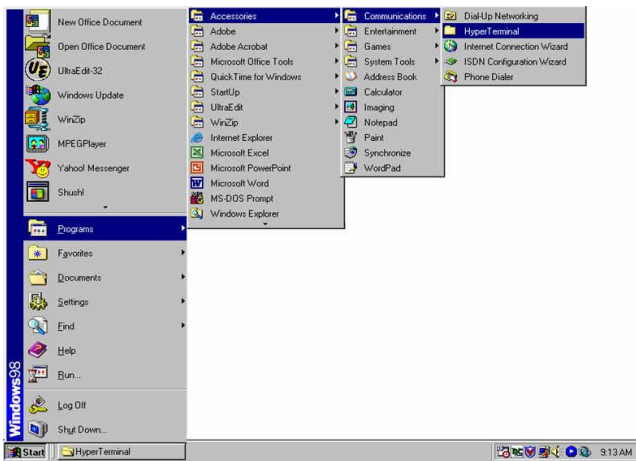 New Office Document
Open Office Document
UltraEdit-32
Windows Update
WinZip
MPEGPlayer
Yahoo! Messenger
Shush!
Programs
Favorites
Documents
Settings
Find
Help
Run...
Log Off
Shut Down...
Windows98
Accessories
Adobe
Adobe Acrobat
Microsoft Office Tools
QuickTime for Windows
StartUp
UltraEdit
WinZip
Internet Explorer
Microsoft Excel
Microsoft PowerPoint
Microsoft Word
MS-DOS Prompt
Windows Explorer
Communications
Entertainment
Games
System Tools
Address Book
Calculator
Imaging
Notepad
Paint
Synchronize
WordPad
Dial-Up Networking
HyperTerminal
Internet Connection Wizard
ISDN Configuration Wizard
Phone Dialer
Start
HyperTerminal
9:13 AM